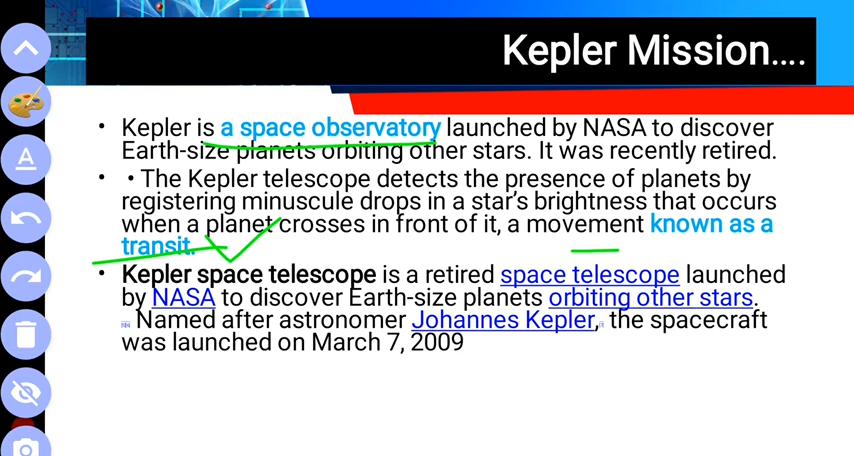 Kepler Mission....
• Kepler is a space observatory launched by NASA to discover
Earth-size planets orbiting other stars. It was recently retired.
• • The Kepler telescope detects the presence of planets by
registering minuscule drops in a star's brightness that occurs
when a planet crosses in front of it, a movement known as a
transit.
• Kepler space telescope is a retired space telescope launched
by NASA to discover Earth-size planets orbiting other stars.
Named after astronomer Johannes Kepler, the spacecraft
was launched on March 7, 2009